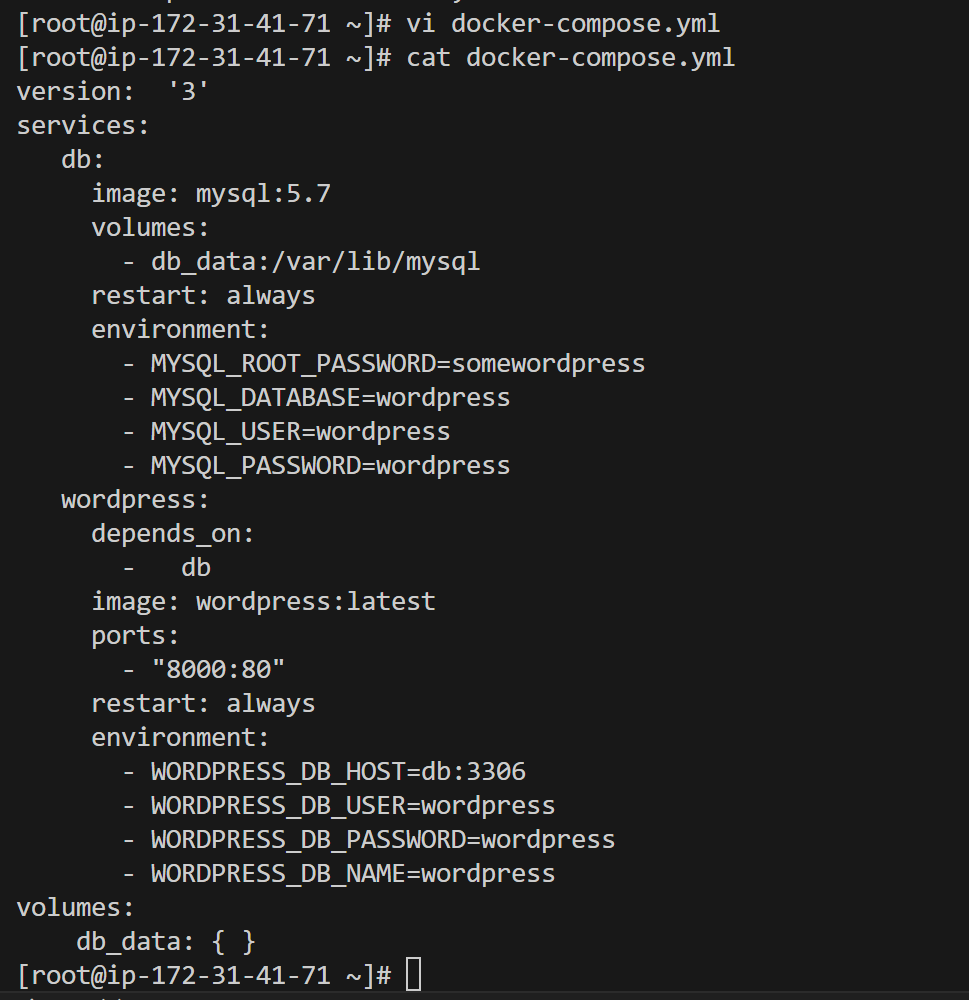 [root@ip-172-31-41-71 ~]# vi docker-compose.yml
[root@ip-172-31-41-71 ~]# cat docker-compose.yml
version:  '3'
services:
   db:
     image: mysql:5.7
     volumes:
       - db_data:/var/lib/mysql
     restart: always
     environment:
       - MYSQL_ROOT_PASSWORD=somewordpress
       - MYSQL_DATABASE=wordpress
       - MYSQL_USER=wordpress
       - MYSQL_PASSWORD=wordpress
   wordpress:
     depends_on:
       -   db
     image: wordpress:latest
     ports:
       - "8000:80"
     restart: always
     environment:
       - WORDPRESS_DB_HOST=db:3306
       - WORDPRESS_DB_USER=wordpress
       - WORDPRESS_DB_PASSWORD=wordpress
       - WORDPRESS_DB_NAME=wordpress
volumes:
    db_data: { }
[root@ip-172-31-41-71 ~]#